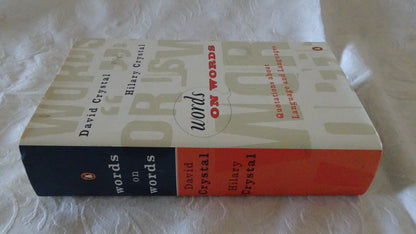 David Crystal
Hilary Crystal
words
ON WORDS
Quotations about
Language and Languages
words
on
words
David
Crystal
Hilary
Crystal